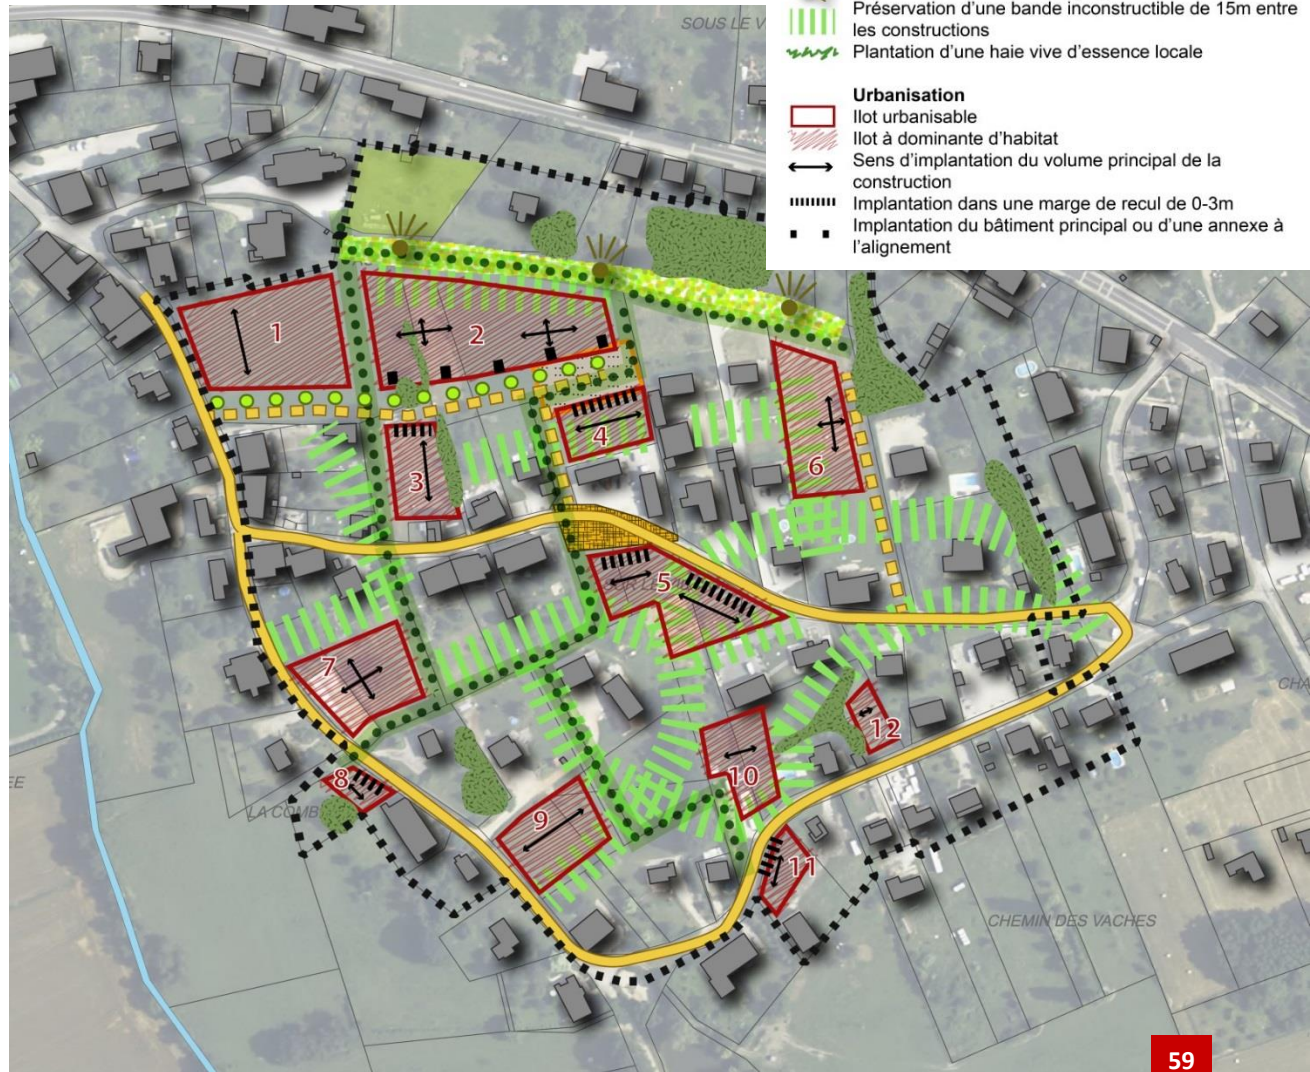 SOUS LE V
Préservation d'une bande inconstructible de 15m entre
les constructions
Plantation d'une haie vive d'essence locale
Urbanisation
Ilot urbanisable
Ilot à dominante d'habitat
Sens d'implantation du volume principal de la
construction
Implantation dans une marge de recul de 0-3m
Implantation du bâtiment principal ou d'une annexe à
l'alignement
1
2
3
4
5
6
7
8
9
10
11
12
EE
LA COMB
CHA
CHEMIN DES VACHES
59